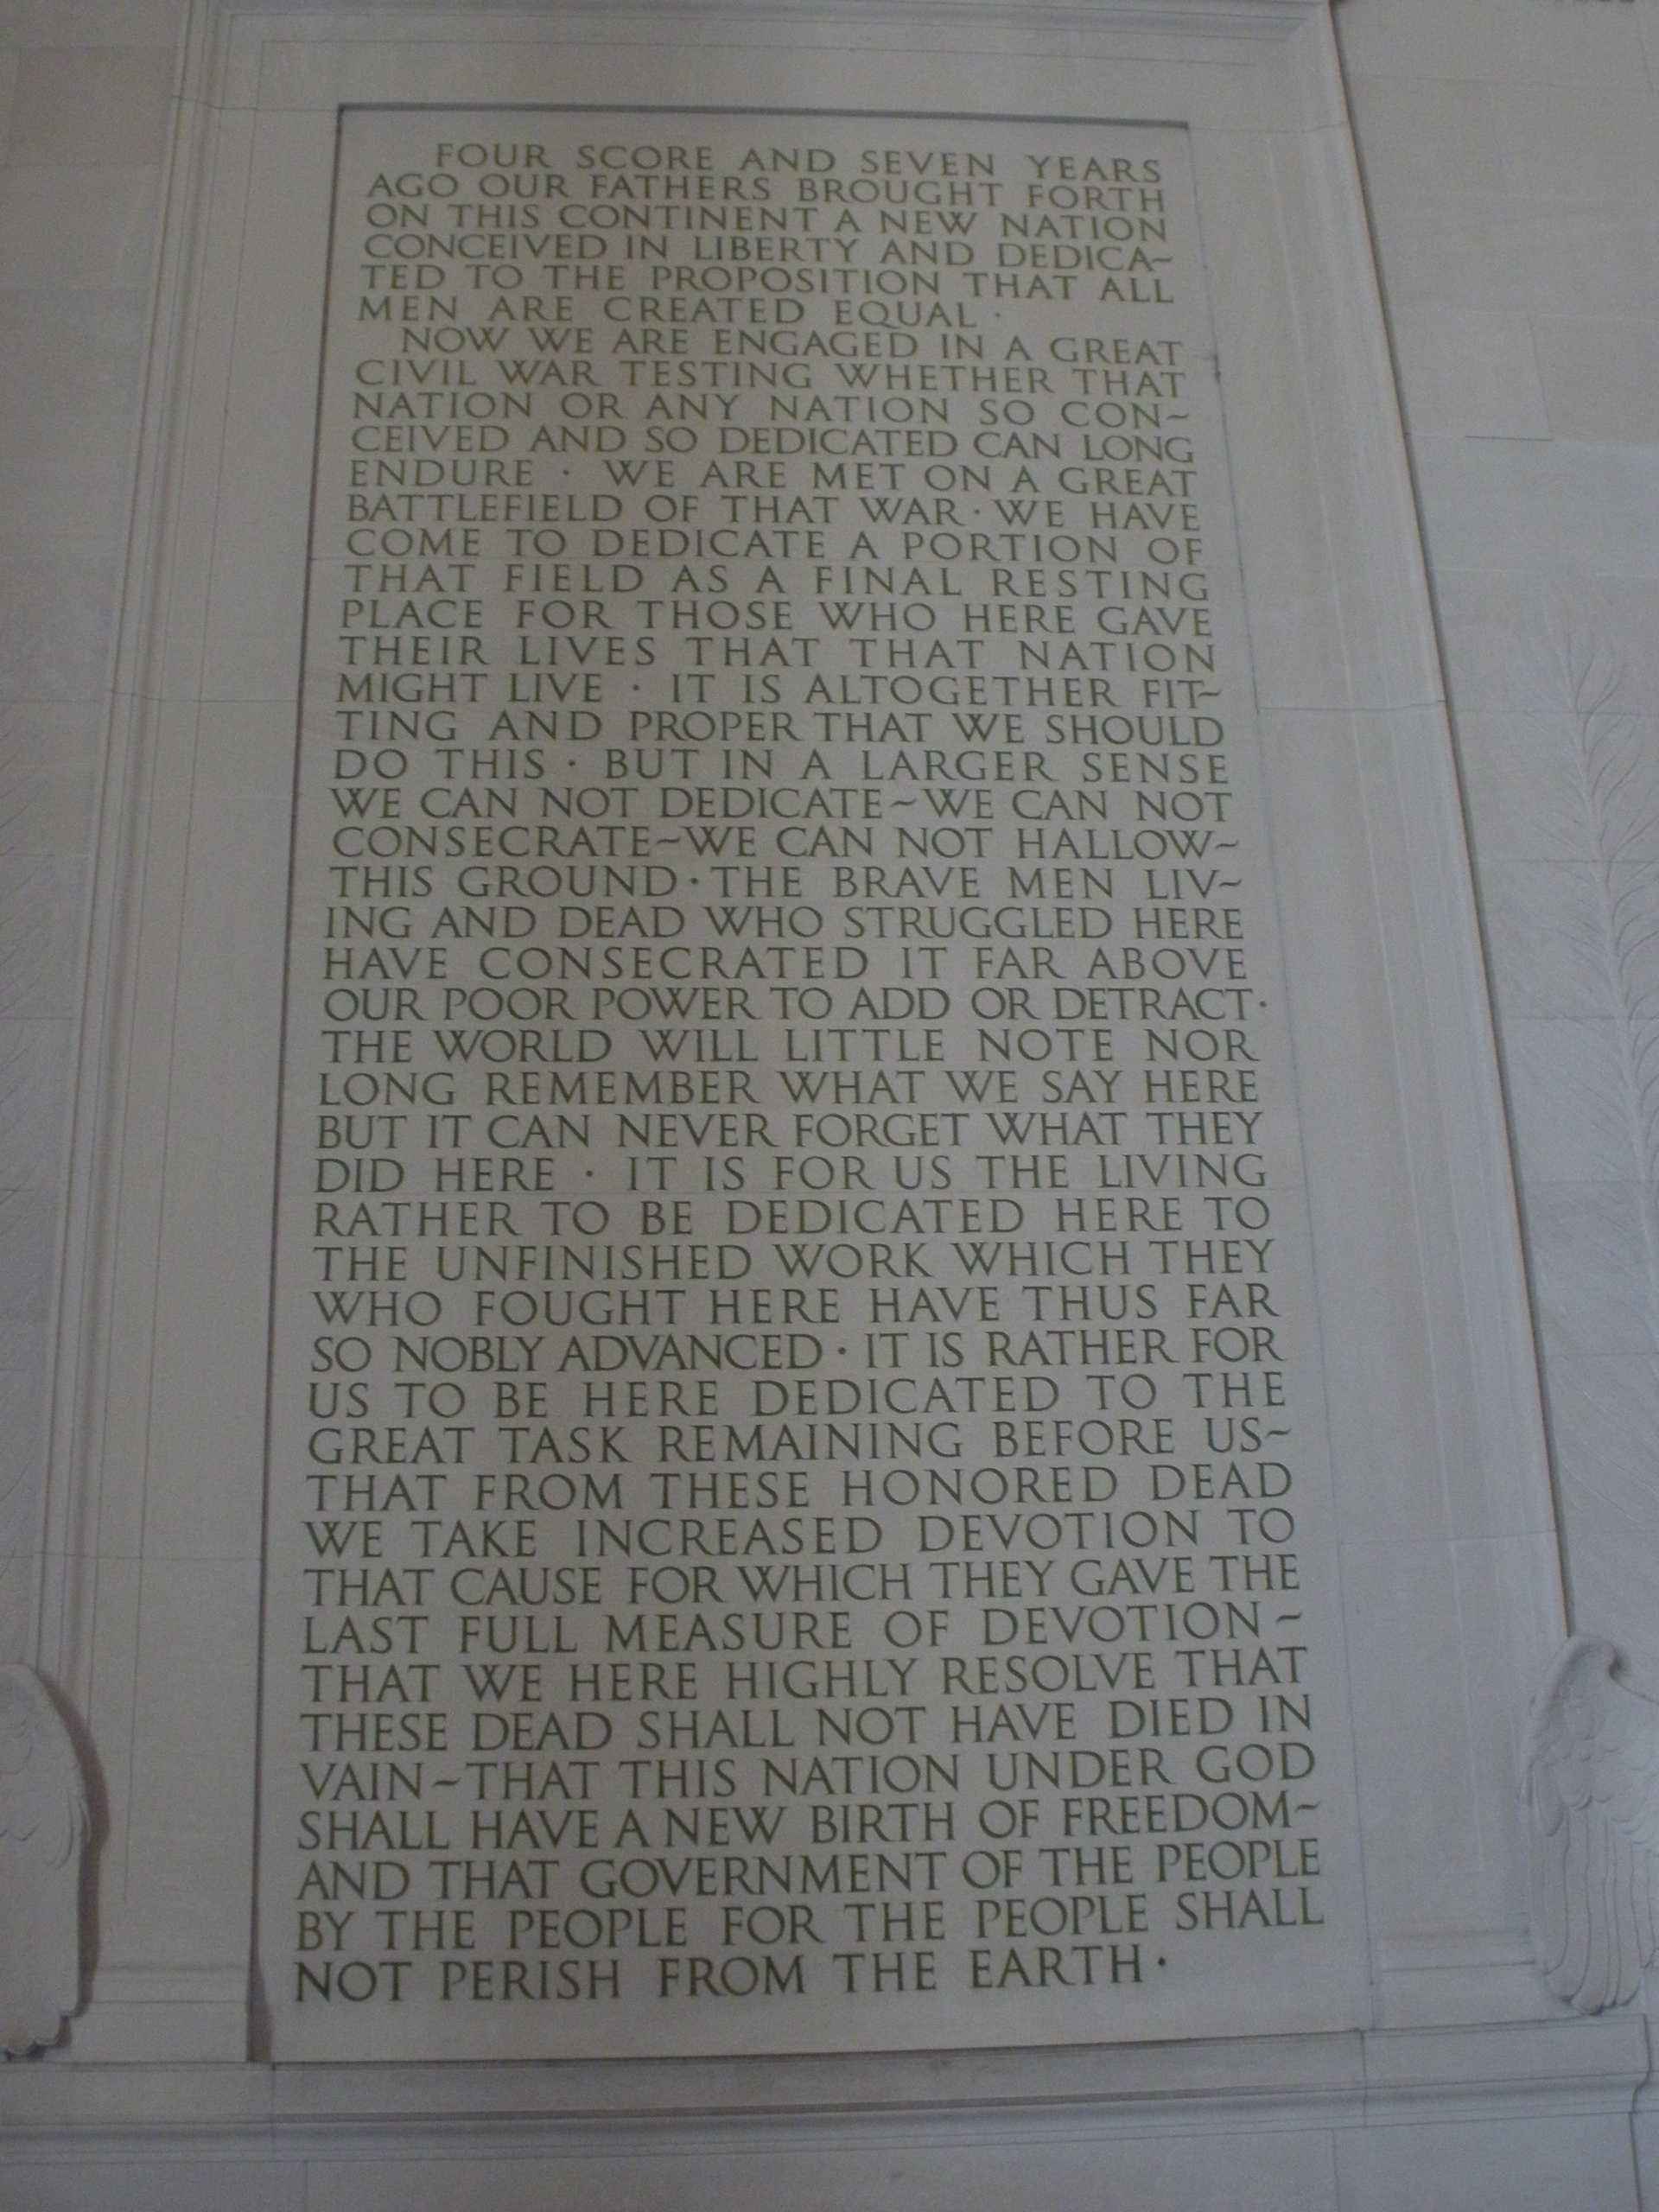 FOUR SCORE AND SEVEN YEARS
AGO OUR FATHERS BROUGHT FORTH
ON THIS CONTINENT A NEW NATION
CONCEIVED IN LIBERTY AND DEDICA~
TED TO THE PROPOSITION THAT ALL
MEN ARE CREATED EQUAL ·
NOW WE ARE ENGAGED IN A GREAT
CIVIL WAR TESTING WHETHER THAT
NATION OR ANY NATION SO CON~
CEIVED AND SO DEDICATED CAN LONG
ENDURE · WE ARE MET ON A GREAT
BATTLEFIELD OF THAT WAR · WE HAVE
COME TO DEDICATE A PORTION OF
THAT FIELD AS A FINAL RESTING
PLACE FOR THOSE WHO HERE GAVE
THEIR LIVES THAT THAT NATION
MIGHT LIVE · IT IS ALTOGETHER FIT~
TING AND PROPER THAT WE SHOULD
DO THIS · BUT IN A LARGER SENSE
WE CAN NOT DEDICATE~WE CAN NOT
CONSECRATE~WE CAN NOT HALLOW~
THIS GROUND · THE BRAVE MEN LIV~
ING AND DEAD WHO STRUGGLED HERE
HAVE CONSECRATED IT FAR ABOVE
OUR POOR POWER TO ADD OR DETRACT ·
THE WORLD WILL LITTLE NOTE NOR
LONG REMEMBER WHAT WE SAY HERE
BUT IT CAN NEVER FORGET WHAT THEY
DID HERE · IT IS FOR US THE LIVING
RATHER TO BE DEDICATED HERE TO
THE UNFINISHED WORK WHICH THEY
WHO FOUGHT HERE HAVE THUS FAR
SO NOBLY ADVANCED · IT IS RATHER FOR
US TO BE HERE DEDICATED TO THE
GREAT TASK REMAINING BEFORE US~
THAT FROM THESE HONORED DEAD
WE TAKE INCREASED DEVOTION TO
THAT CAUSE FOR WHICH THEY GAVE THE
LAST FULL MEASURE OF DEVOTION~
THAT WE HERE HIGHLY RESOLVE THAT
THESE DEAD SHALL NOT HAVE DIED IN
VAIN~THAT THIS NATION UNDER GOD
SHALL HAVE A NEW BIRTH OF FREEDOM~
AND THAT GOVERNMENT OF THE PEOPLE
BY THE PEOPLE FOR THE PEOPLE SHALL
NOT PERISH FROM THE EARTH ·